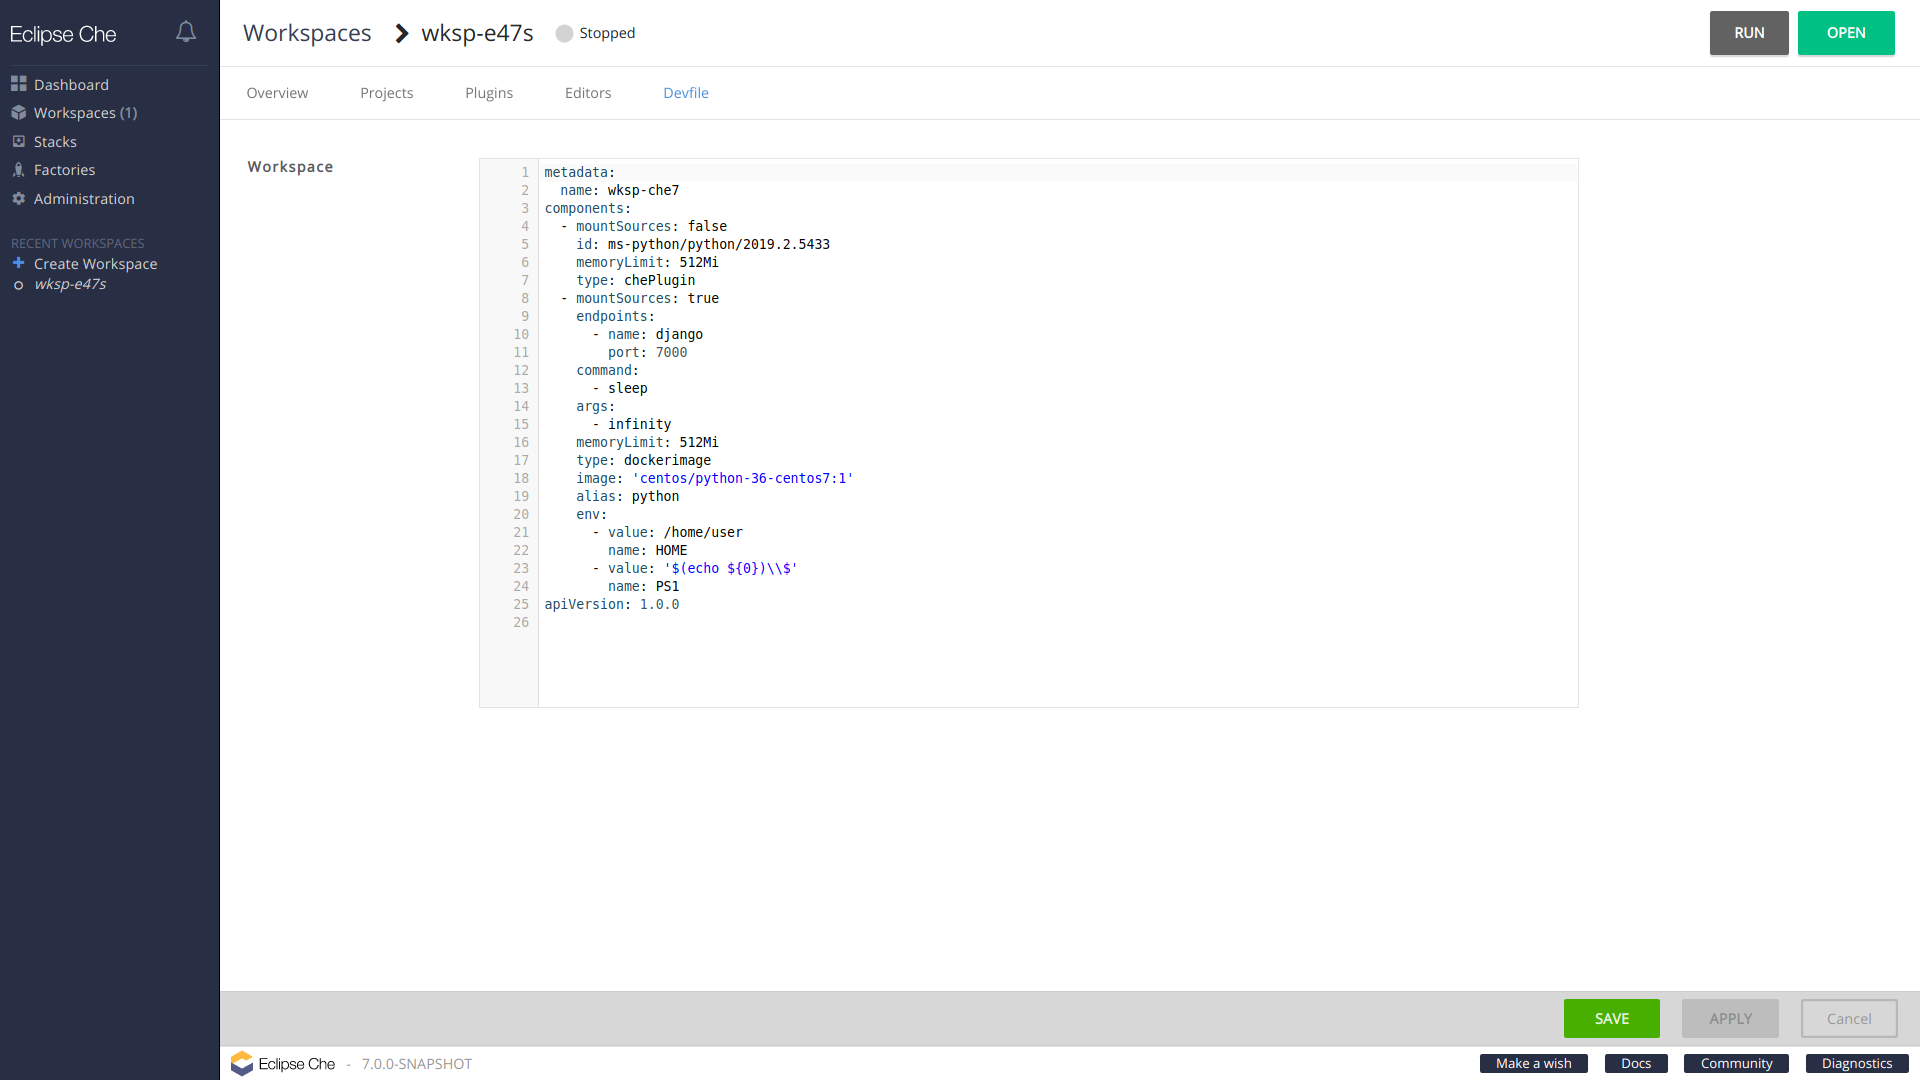 Eclipse Che
Dashboard
Workspaces (1)
Stacks
Factories
Administration
RECENT WORKSPACES
Create Workspace
wksp-e47s
Workspaces
wksp-e47s
Stopped
RUN
OPEN
Overview
Projects
Plugins
Editors
Devfile
Workspace
1 metadata:
2   name: wksp-che7
3 components:
4   - mountSources: false
5     id: ms-python/python/2019.2.5433
6     memoryLimit: 512Mi
7     type: chePlugin
8   - mountSources: true
9     endpoints:
10       - name: django
11         port: 7000
12     command:
13       - sleep
14     args:
15       - infinity
16     memoryLimit: 512Mi
17     type: dockerimage
18     image: 'centos/python-36-centos7:1'
19     alias: python
20     env:
21       - value: /home/user
22         name: HOME
23       - value: '$(echo ${0})\\$'
24         name: PS1
25 apiVersion: 1.0.0
26
SAVE
APPLY
Cancel
Eclipse Che - 7.0.0-SNAPSHOT
Make a wish
Docs
Community
Diagnostics